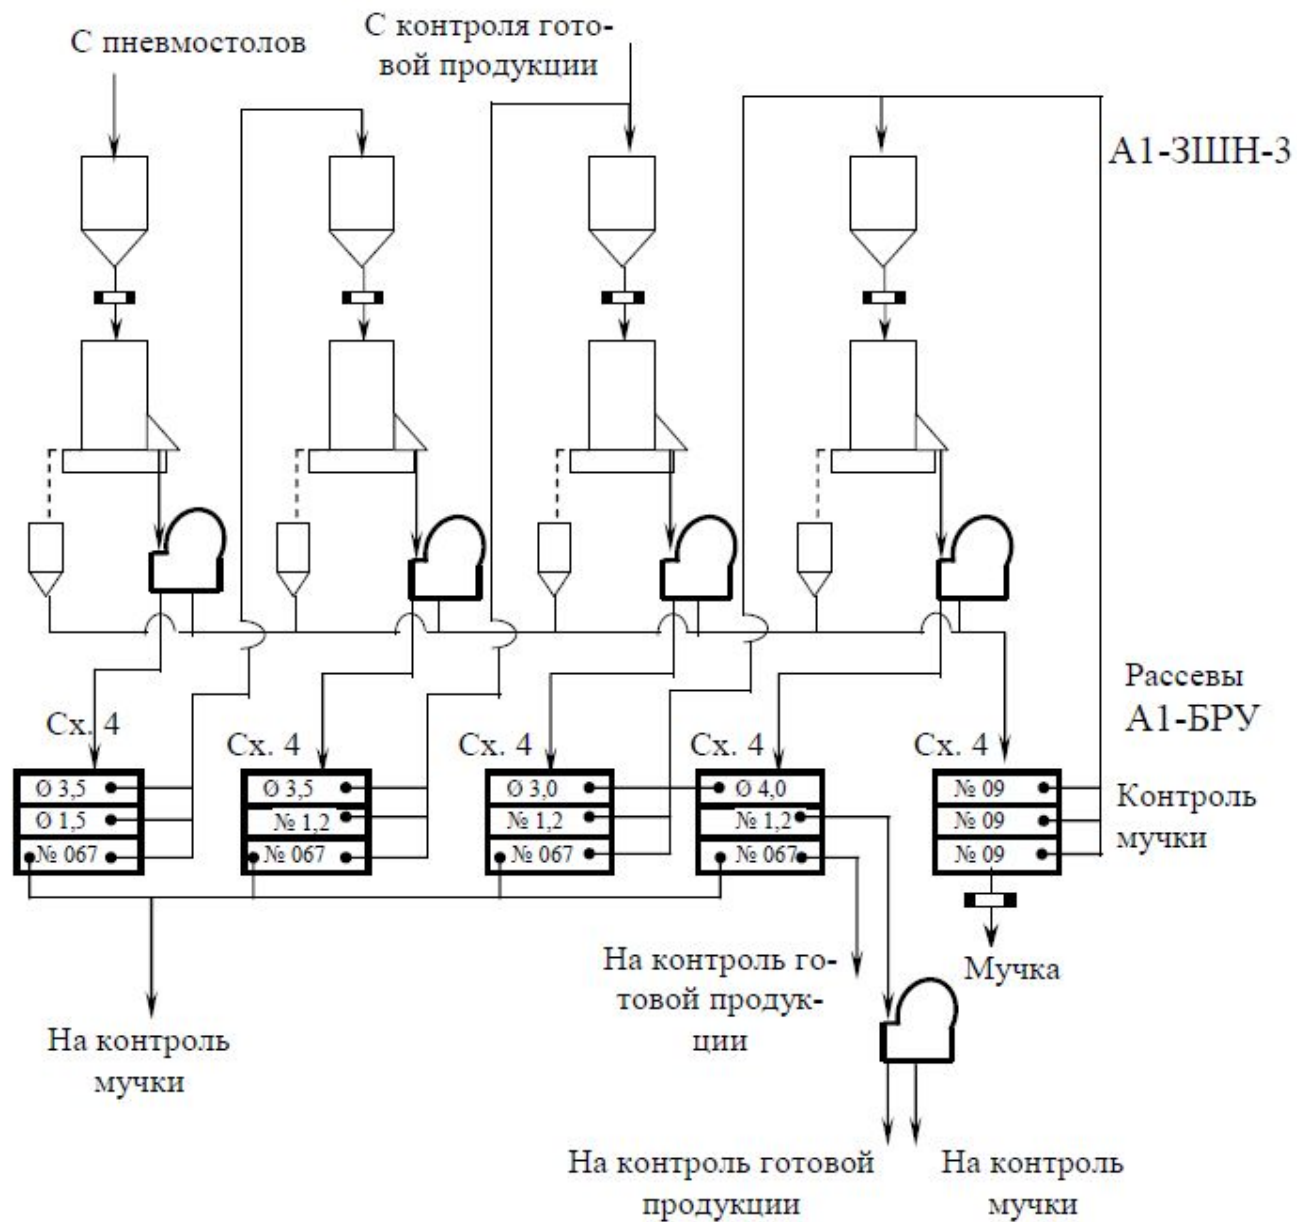 С пневмостолов
С контроля гото-
вой продукции
А1-ЗШН-3
Рассевы
А1-БРУ
Сх. 4
Сх. 4
Сх. 4
Сх. 4
Сх. 4
Ø 3,5
Ø 1,5
№ 067
Ø 3,5
№ 1,2
№ 067
Ø 3,0
№ 1,2
№ 067
Ø 4,0
№ 1,2
№ 067
№ 09
№ 09
№ 09
Контроль
мучки
На контроль го-
товой продук-
ции
Мучка
На контроль
мучки
На контроль готовой
продукции
На контроль
мучки